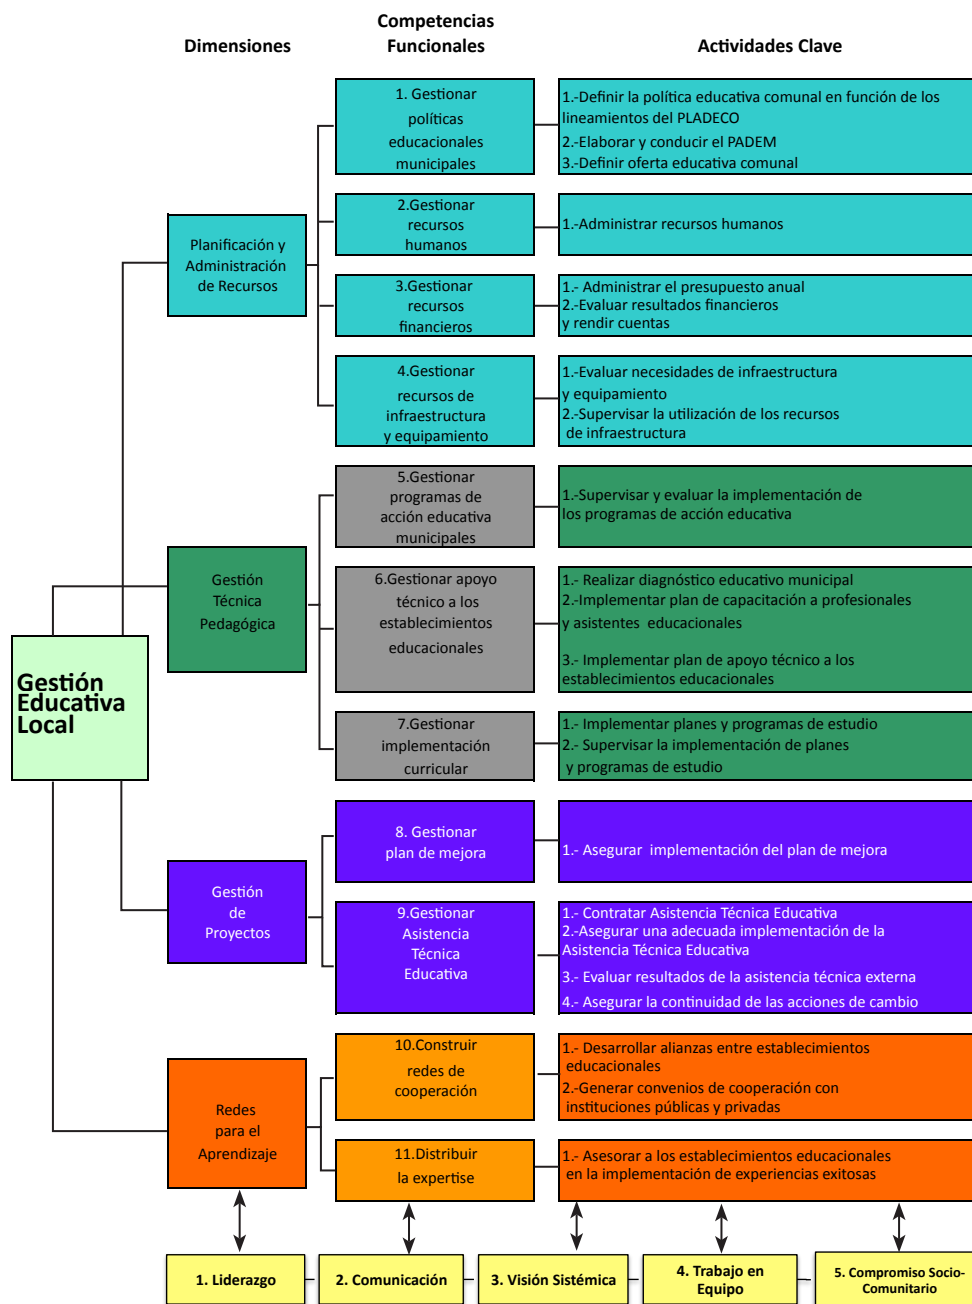 Dimensiones
Competencias
Funcionales
Actividades Clave
Gestión
Educativa
Local
Planificación y
Administración
de Recursos
1. Gestionar
políticas
educacionales
municipales
1.-Definir la política educativa comunal en función de los
lineamientos del PLADECO
2.-Elaborar y conducir el PADEM
3.-Definir oferta educativa comunal
2.Gestionar
recursos
humanos
1.-Administrar recursos humanos
3.Gestionar
recursos
financieros
1.- Administrar el presupuesto anual
2.-Evaluar resultados financieros
y rendir cuentas
4.Gestionar
recursos de
infraestructura
y equipamiento
1.-Evaluar necesidades de infraestructura
y equipamiento
2.-Supervisar la utilización de los recursos
de infraestructura
Gestión
Técnica
Pedagógica
5.Gestionar
programas de
acción educativa
municipales
1.-Supervisar y evaluar la implementación de
los programas de acción educativa
6.Gestionar apoyo
técnico a los
establecimientos
educacionales
1.- Realizar diagnóstico educativo municipal
2.-Implementar plan de capacitación a profesionales
y asistentes educacionales
3.- Implementar plan de apoyo técnico a los
establecimientos educacionales
7.Gestionar
implementación
curricular
1.- Implementar planes y programas de estudio
2.- Supervisar la implementación de planes
y programas de estudio
Gestión
de
Proyectos
8. Gestionar
plan de mejora
1.- Asegurar implementación del plan de mejora
9.Gestionar
Asistencia
Técnica
Educativa
1.- Contratar Asistencia Técnica Educativa
2.-Asegurar una adecuada implementación de la
Asistencia Técnica Educativa
3.- Evaluar resultados de la asistencia técnica externa
4.- Asegurar la continuidad de las acciones de cambio
Redes
para el
Aprendizaje
10.Construir
redes de
cooperación
1.- Desarrollar alianzas entre establecimientos
educacionales
2.-Generar convenios de cooperación con
instituciones públicas y privadas
11.Distribuir
la expertise
1.- Asesorar a los establecimientos educacionales
en la implementación de experiencias exitosas
1. Liderazgo
2. Comunicación
3. Visión Sistémica
4. Trabajo en
Equipo
5. Compromiso Socio-
Comunitario